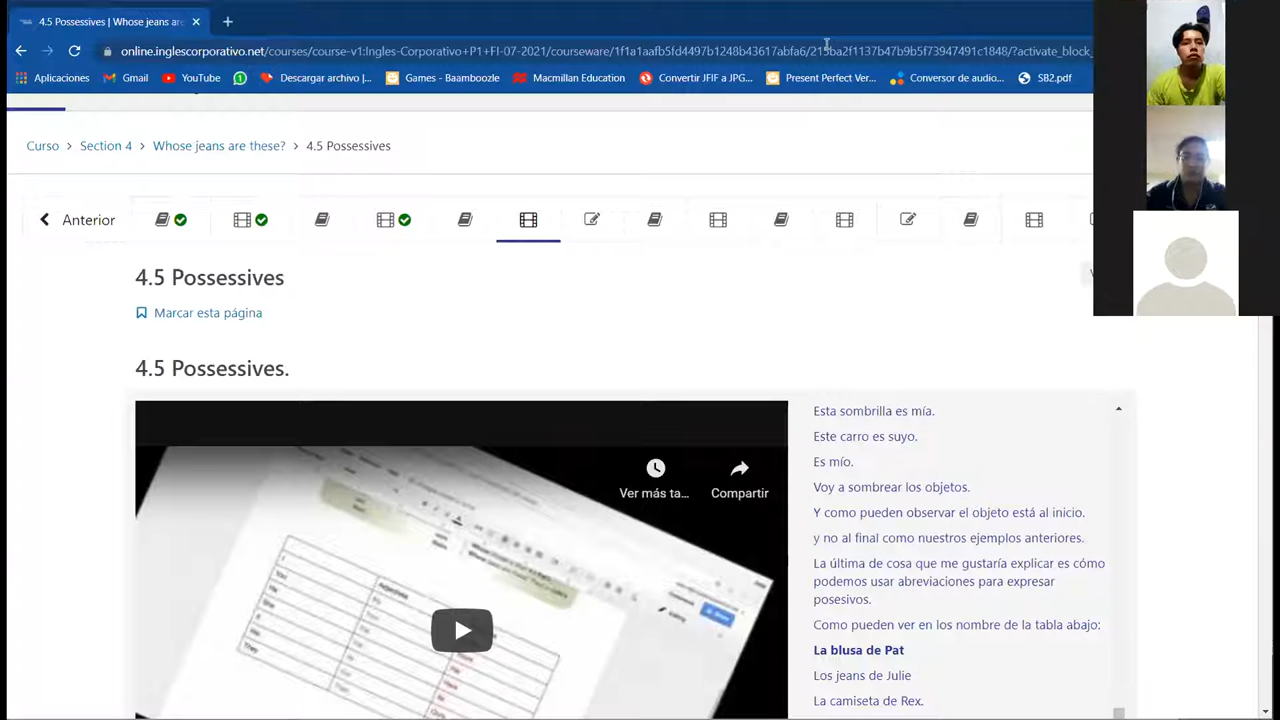 4.5 Possessives | Whose jeans are
online.inglescorporativo.net/courses/course-v1:Ingles-Corporativo+P1+FI-07-2021/courseware/1f1a1aafb5fd4497b1248b43617abfa6/215ba2f1137b47b9b5f73947491c1848/?activate_block_
Aplicaciones Gmail YouTube Descargar archivo |... Games - Baamboozle Macmillan Education Convertir JFIF a JPG... Present Perfect Ver... Conversor de audio... SB2.pdf
Curso > Section 4 > Whose jeans are these? > 4.5 Possessives
Anterior
4.5 Possessives
Marcar esta página
4.5 Possessives.
Ver más ta... Compartir
Esta sombrilla es mía.
Este carro es suyo.
Es mío.
Voy a sombrear los objetos.
Y como pueden observar el objeto está al inicio.
y no al final como nuestros ejemplos anteriores.
La última de cosa que me gustaría explicar es cómo
podemos usar abreviaciones para expresar
posesivos.
Como pueden ver en los nombre de la tabla abajo:
La blusa de Pat
Los jeans de Julie
La camiseta de Rex.